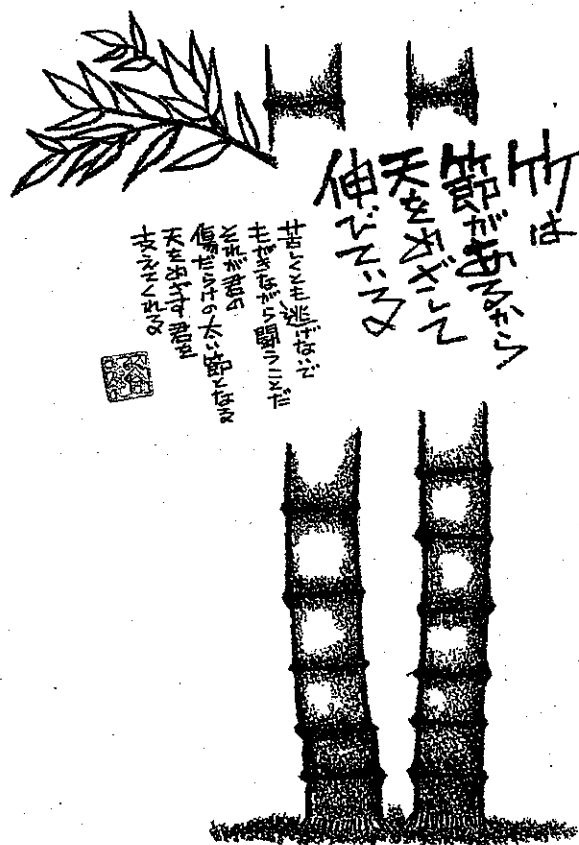 竹は
節があるから
天をめざして
伸びている
苦しくとも逃げないで
もがきながら闘うことだ
それが君の
傷だらけの太い節となる
天をめざす君を
支えてくれる